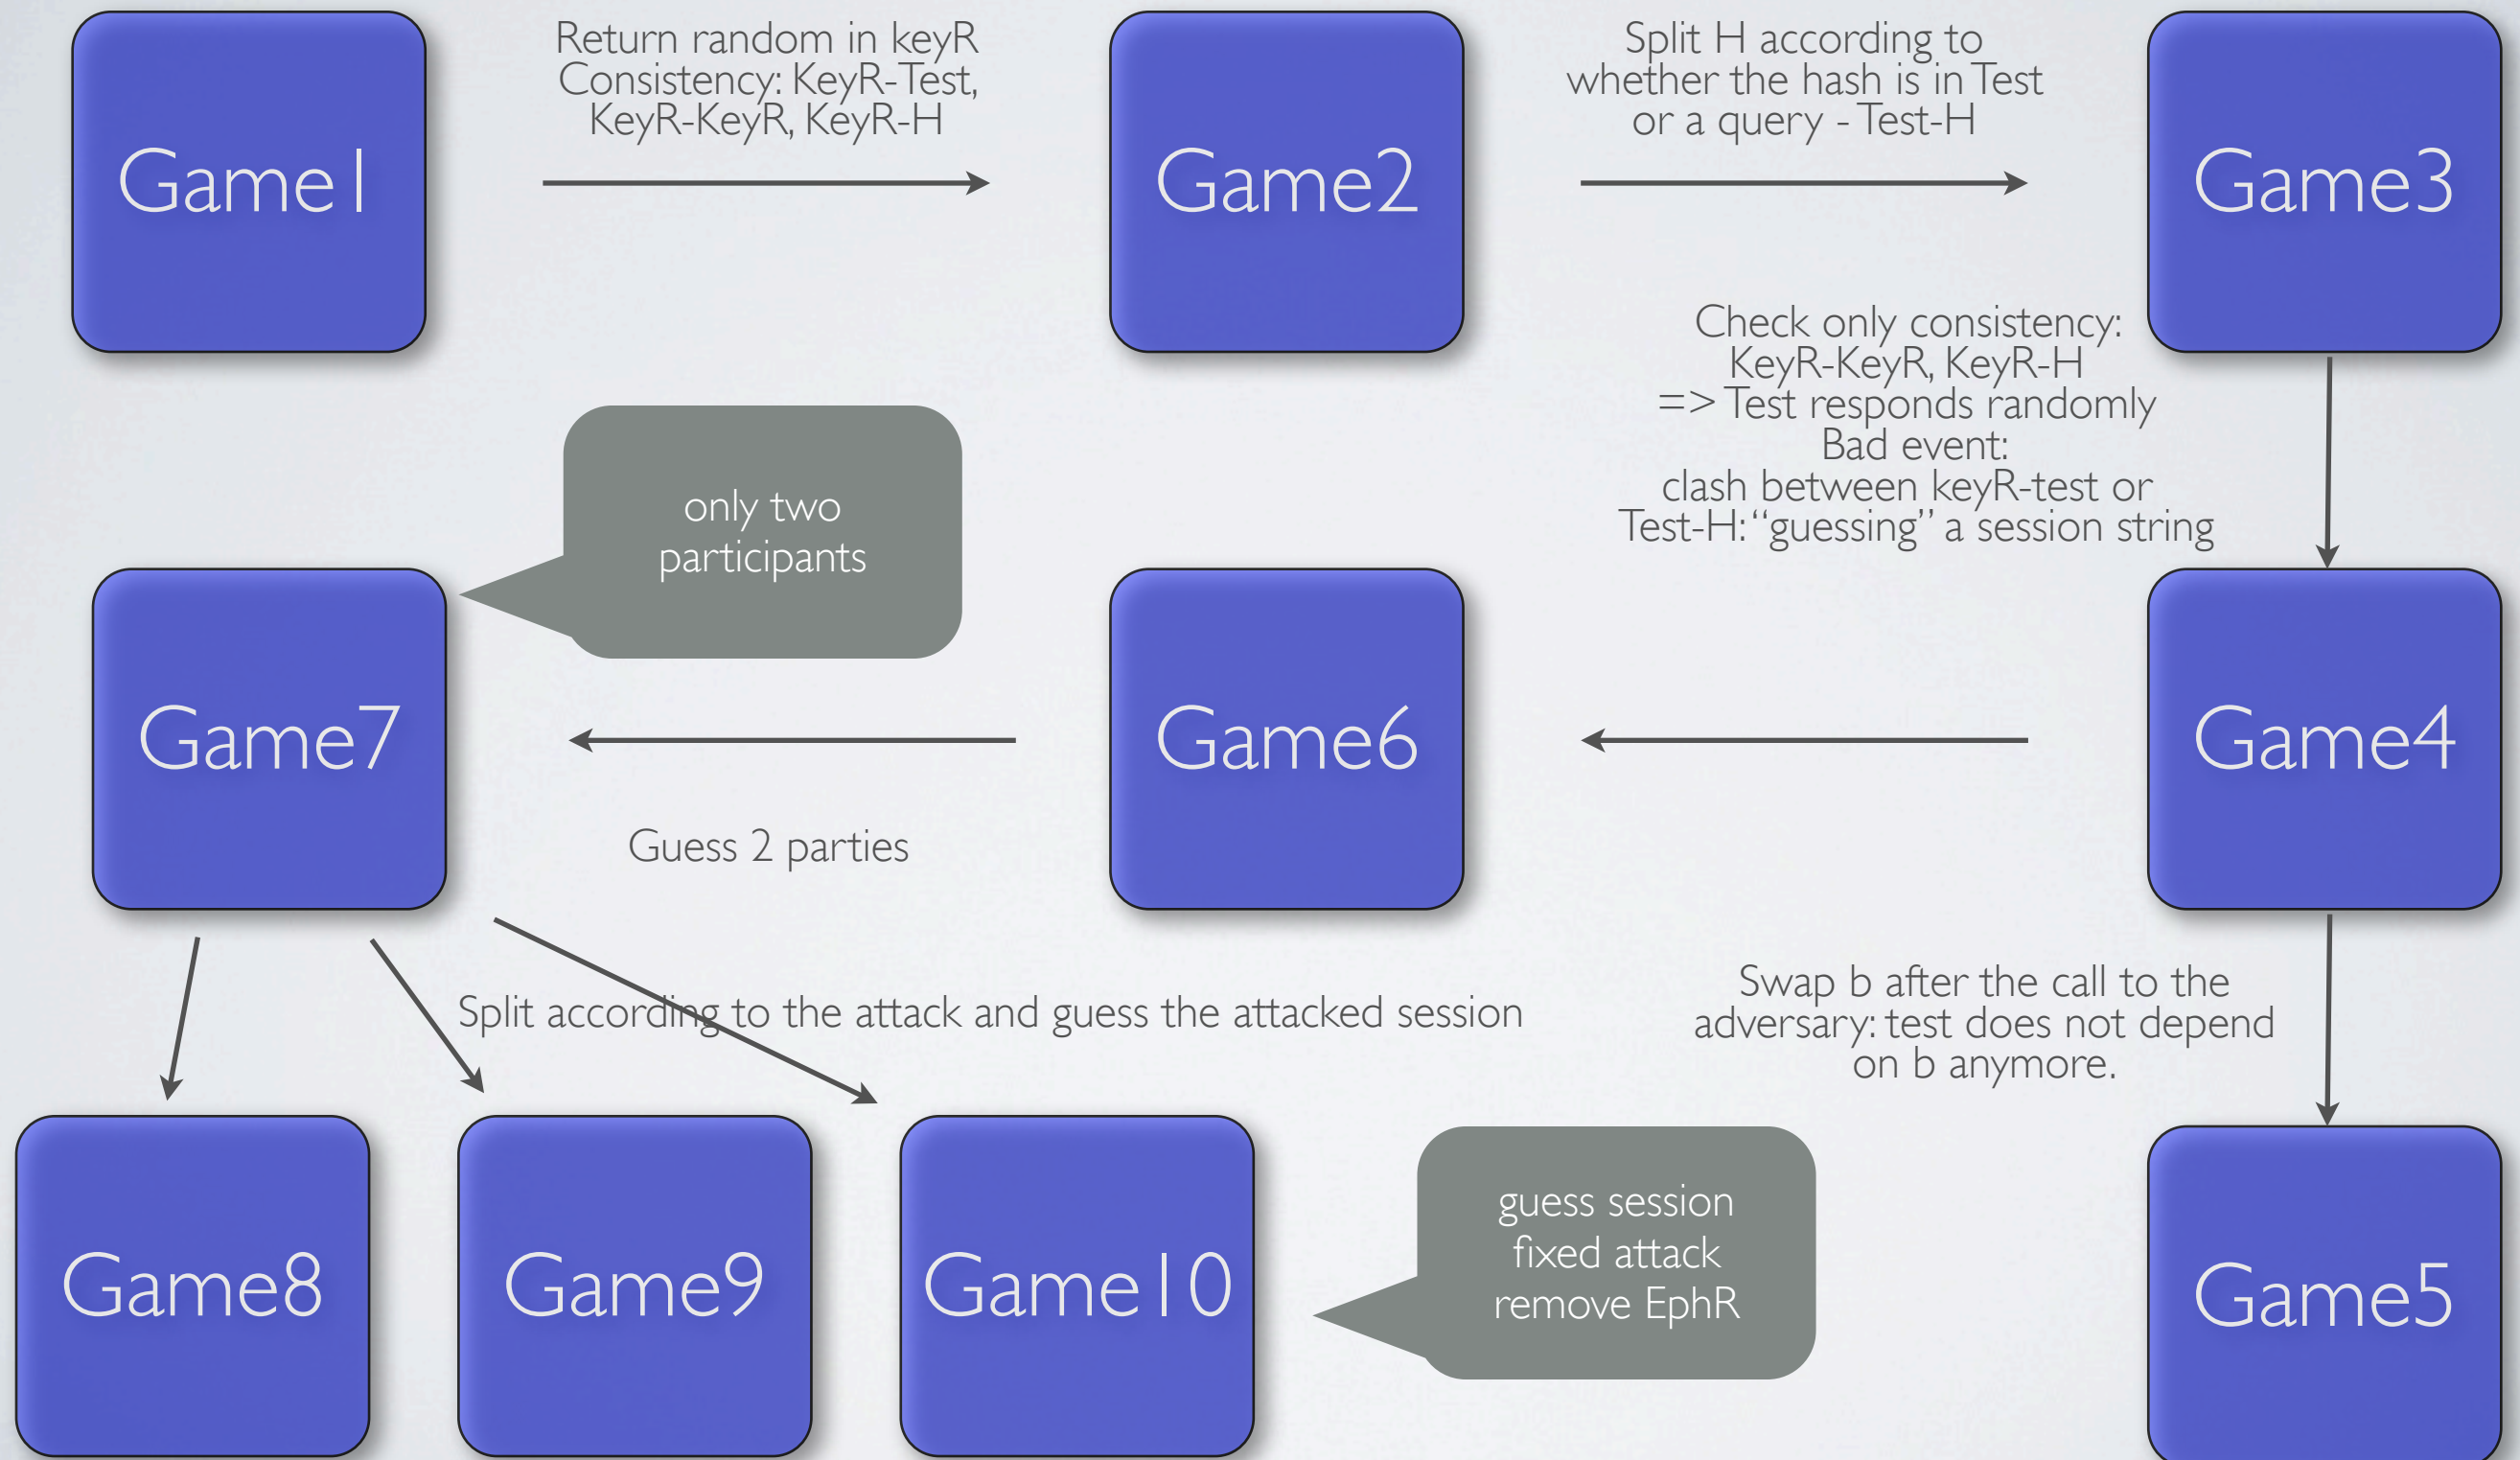 Game1
Return random in keyR
Consistency: KeyR-Test,
KeyR-KeyR, KeyR-H
Game2
Split H according to
whether the hash is in Test
or a query - Test-H
Game3
Check only consistency:
KeyR-KeyR, KeyR-H
=> Test responds randomly
Bad event:
clash between keyR-test or
Test-H: “guessing” a session string
only two
participants
Game7
Game6
Game4
Guess 2 parties
Split according to the attack and guess the attacked session
Swap b after the call to the
adversary: test does not depend
on b anymore.
Game8
Game9
Game10
guess session
fixed attack
remove EphR
Game5